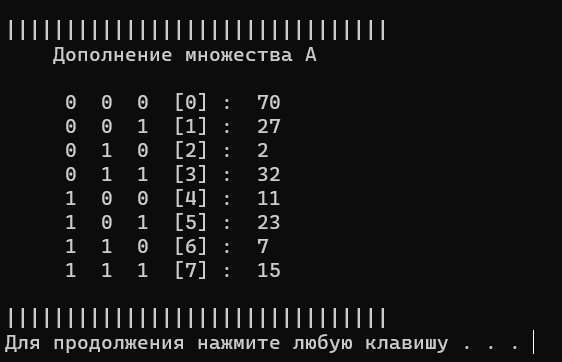 ||||||||||||||||||||||||||||||||
Дополнение множества A
0 0 0 [0] : 70
0 0 1 [1] : 27
0 1 0 [2] : 2
0 1 1 [3] : 32
1 0 0 [4] : 11
1 0 1 [5] : 23
1 1 0 [6] : 7
1 1 1 [7] : 15
||||||||||||||||||||||||||||||||
Для продолжения нажмите любую клавишу . . .